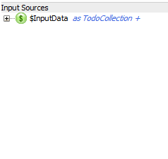 Input Sources
$InputData as TodoCollection +